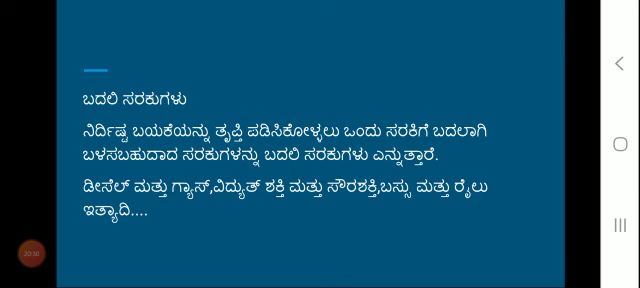 ಬದಲಿ ಸರಕುಗಳು
ನಿರ್ದಿಷ್ಟ ಬಯಕೆಯನ್ನು ತೃಪ್ತಿ ಪಡಿಸಿಕೋಳ್ಳಲು ಒಂದು ಸರಕಿಗೆ ಬದಲಾಗಿ
ಬಳಸಬಹುದಾದ ಸರಕುಗಳನ್ನು ಬದಲಿ ಸರಕುಗಳು ಎನ್ನುತ್ತಾರೆ.
ಡೀಸೆಲ್ ಮತ್ತು ಗ್ಯಾಸ್,ವಿದ್ಯುತ್ ಶಕ್ತಿ ಮತ್ತು ಸೌರಶಕ್ತಿ,ಬಸ್ಸು ಮತ್ತು ರೈಲು
ಇತ್ಯಾದಿ....